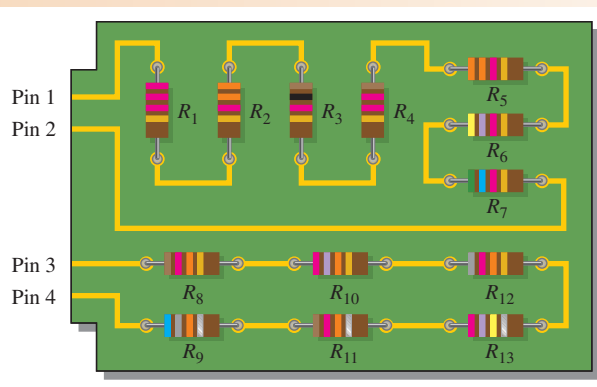 Pin 1
Pin 2
R1
R2
R3
R4
R5
R6
R7
Pin 3
Pin 4
R8
R10
R12
R9
R11
R13